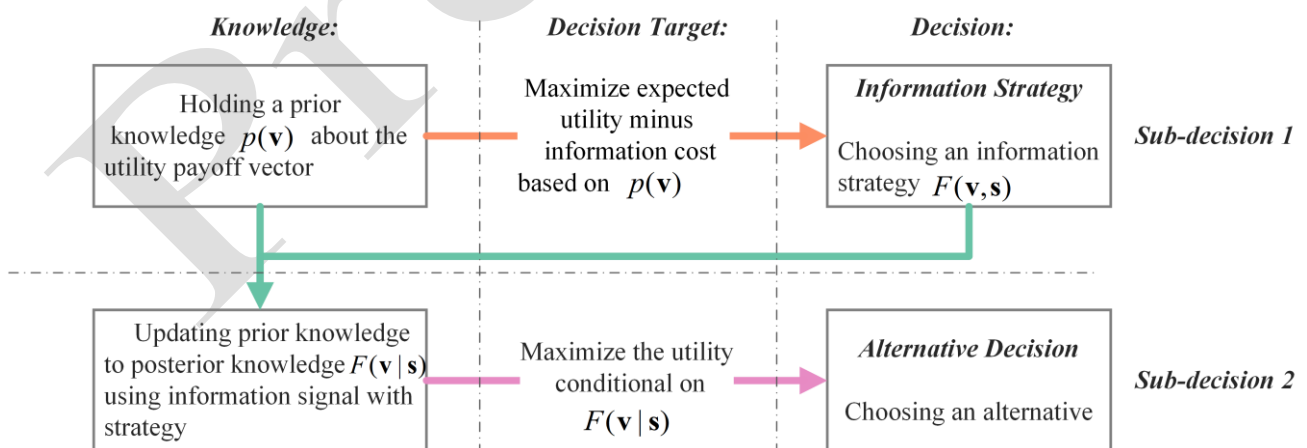 Knowledge:
Decision Target:
Decision:
Holding a prior
knowledge p(v) about the
utility payoff vector
Maximize expected
utility minus
information cost
based on p(v)
Information Strategy
Choosing an information
strategy F(v,s)
Sub-decision 1
Updating prior knowledge
to posterior knowledge F(v|s)
using information signal with
strategy
Maximize the utility
conditional on
F(v|s)
Alternative Decision
Choosing an alternative
Sub-decision 2